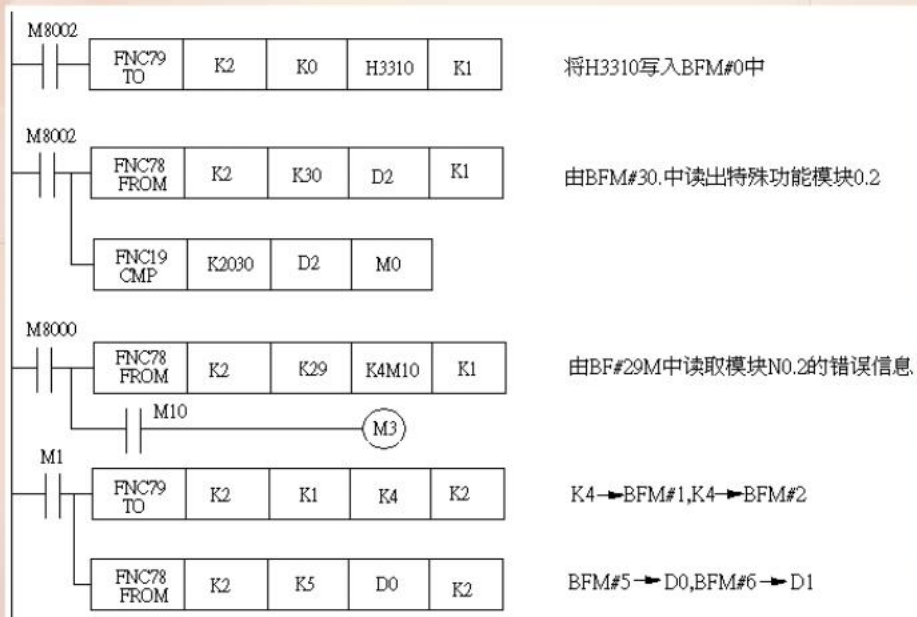 M8002
FNC79 TO K2 K0 H3310 K1 将H3310写入BFM#0中
M8002
FNC78 FROM K2 K30 D2 K1 由BFM#30.中读出特殊功能模块0.2
FNC19 CMP K2030 D2 M0
M8000
FNC78 FROM K2 K29 K4M10 K1 由BF#29M中读取模块N0.2的错误信息
M10 M3
M1
FNC79 TO K2 K1 K4 K2 K4→BFM#1,K4→BFM#2
FNC78 FROM K2 K5 D0 K2 BFM#5→D0,BFM#6→D1